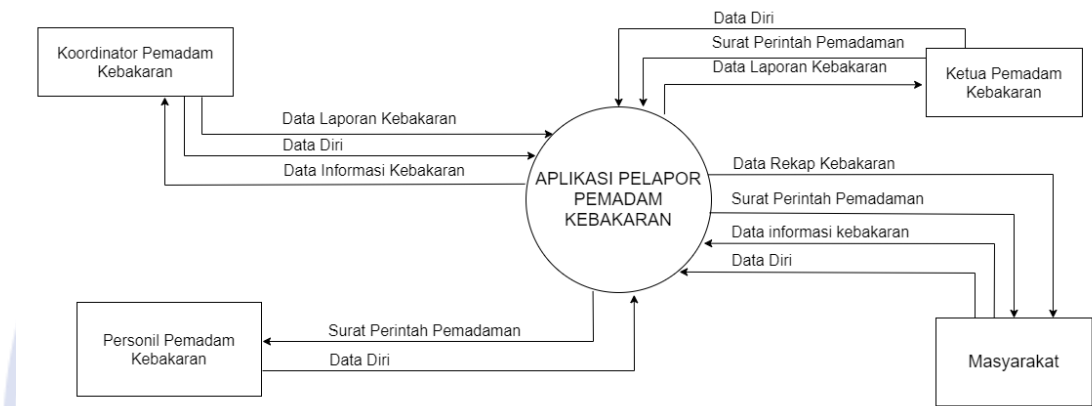 Data Diri
Surat Perintah Pemadaman
Data Laporan Kebakaran
Koordinator Pemadam
Kebakaran
Ketua Pemadam
Kebakaran
Data Laporan Kebakaran
Data Diri
Data Informasi Kebakaran
APLIKASI PELAPOR
PEMADAM
KEBAKARAN
Data Rekap Kebakaran
Surat Perintah Pemadaman
Data informasi kebakaran
Data Diri
Personil Pemadam
Kebakaran
Surat Perintah Pemadaman
Data Diri
Masyarakat